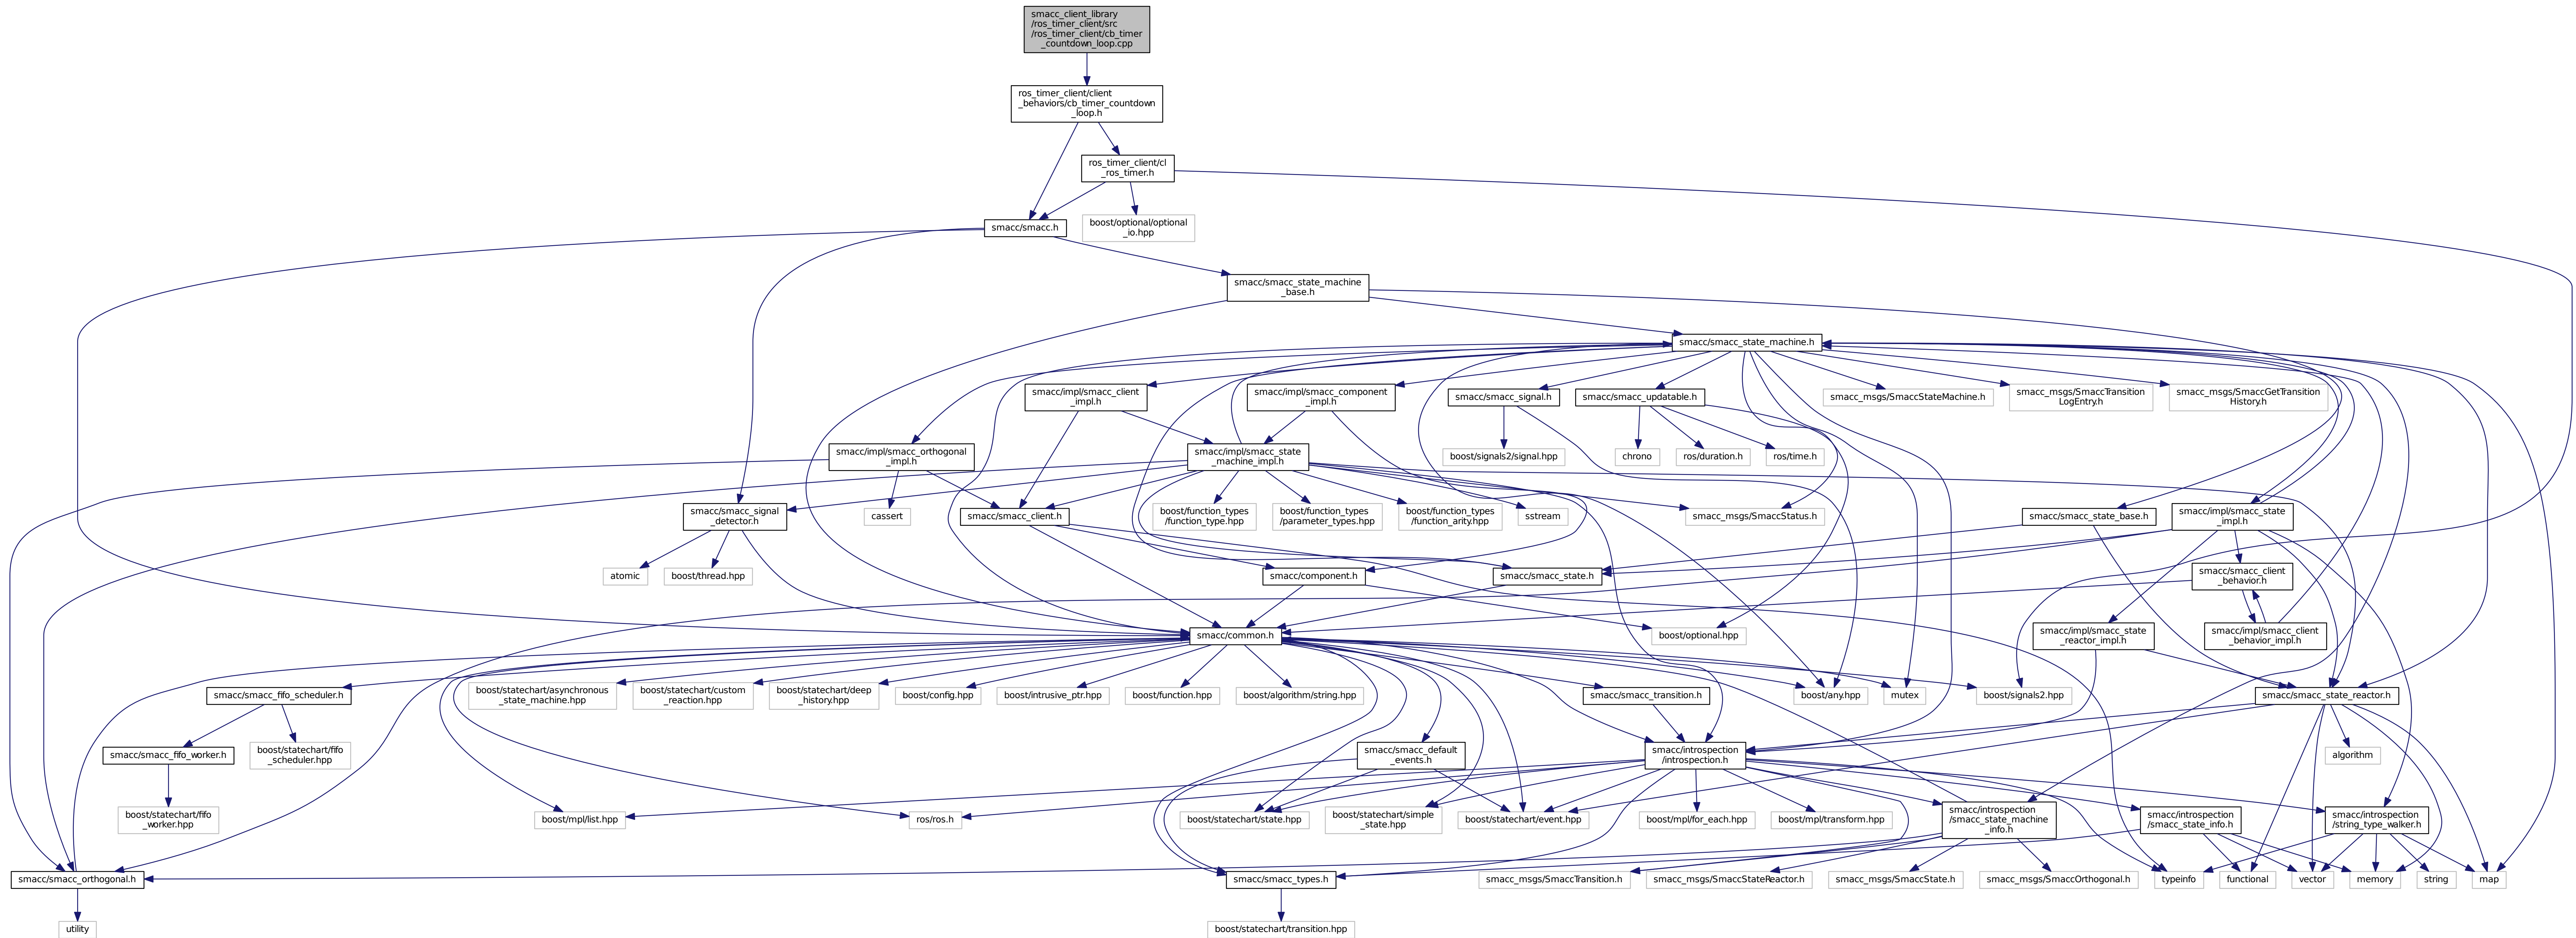 smacc_client_library
/ros_timer_client/src
/ros_timer_client/cb_timer
_countdown_loop.cpp
ros_timer_client/client
_behaviors/cb_timer_countdown
_loop.h
ros_timer_client/cl
_ros_timer.h
smacc/smacc.h
boost/optional/optional
_io.hpp
smacc/smacc_state_machine
_base.h
smacc/smacc_state_machine.h
smacc/impl/smacc_client
_impl.h
smacc/impl/smacc_component
_impl.h
smacc/smacc_signal.h
smacc/smacc_updatable.h
smacc_msgs/SmaccStateMachine.h
smacc_msgs/SmaccTransition
LogEntry.h
smacc_msgs/SmaccGetTransition
History.h
smacc/impl/smacc_orthogonal
_impl.h
smacc/impl/smacc_state
_machine_impl.h
boost/signals2/signal.hpp
chrono
ros/duration.h
ros/time.h
smacc/smacc_signal
_detector.h
cassert
smacc/smacc_client.h
boost/function_types
/function_type.hpp
boost/function_types
/parameter_types.hpp
boost/function_types
/function_arity.hpp
sstream
smacc_msgs/SmaccStatus.h
smacc/smacc_state_base.h
smacc/impl/smacc_state
_impl.h
atomic
boost/thread.hpp
smacc/component.h
smacc/smacc_state.h
smacc/smacc_client
_behavior.h
smacc/common.h
boost/optional.hpp
smacc/impl/smacc_state
_reactor_impl.h
smacc/impl/smacc_client
_behavior_impl.h
smacc/smacc_fifo_scheduler.h
boost/statechart/asynchronous
_state_machine.hpp
boost/statechart/custom
_reaction.hpp
boost/statechart/deep
_history.hpp
boost/config.hpp
boost/intrusive_ptr.hpp
boost/function.hpp
boost/algorithm/string.hpp
smacc/smacc_transition.h
boost/any.hpp
mutex
boost/signals2.hpp
smacc/smacc_state_reactor.h
smacc/smacc_fifo_worker.h
boost/statechart/fifo
_scheduler.hpp
smacc/smacc_default
_events.h
smacc/introspection
/introspection.h
algorithm
boost/statechart/fifo
_worker.hpp
boost/mpl/list.hpp
ros/ros.h
boost/statechart/state.hpp
boost/statechart/simple
_state.hpp
boost/statechart/event.hpp
boost/mpl/for_each.hpp
boost/mpl/transform.hpp
smacc/introspection
/smacc_state_machine
_info.h
smacc/introspection
/smacc_state_info.h
smacc/introspection
/string_type_walker.h
smacc/smacc_orthogonal.h
smacc/smacc_types.h
smacc_msgs/SmaccTransition.h
smacc_msgs/SmaccStateReactor.h
smacc_msgs/SmaccState.h
smacc_msgs/SmaccOrthogonal.h
typeinfo
functional
vector
memory
string
map
utility
boost/statechart/transition.hpp